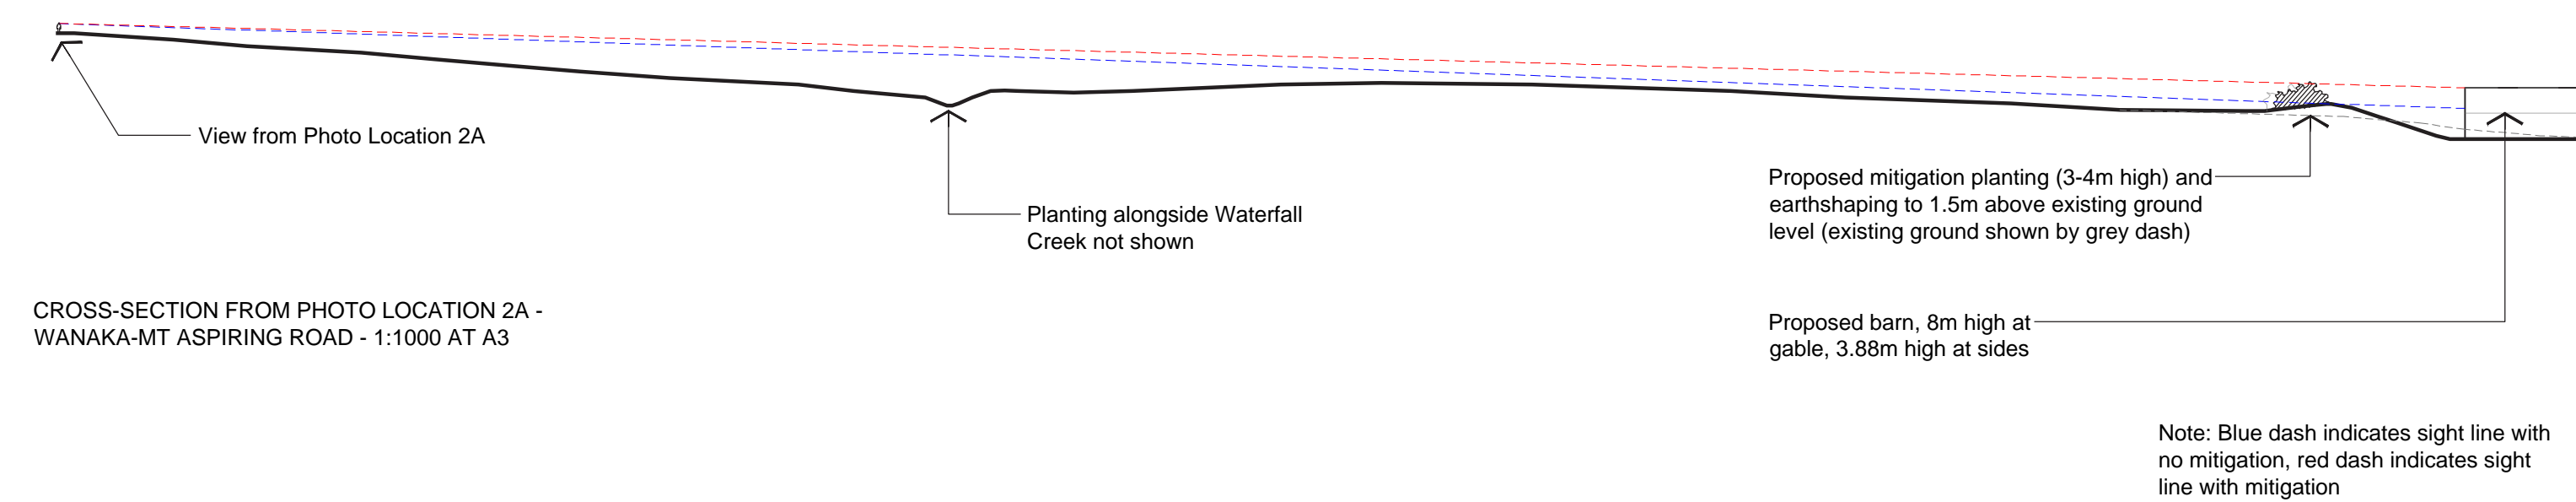 View from Photo Location 2A
Planting alongside Waterfall
Creek not shown
Proposed mitigation planting (3-4m high) and
earthshaping to 1.5m above existing ground
level (existing ground shown by grey dash)
CROSS-SECTION FROM PHOTO LOCATION 2A -
WANAKA-MT ASPIRING ROAD - 1:1000 AT A3
Proposed barn, 8m high at
gable, 3.88m high at sides
Note: Blue dash indicates sight line with
no mitigation, red dash indicates sight
line with mitigation